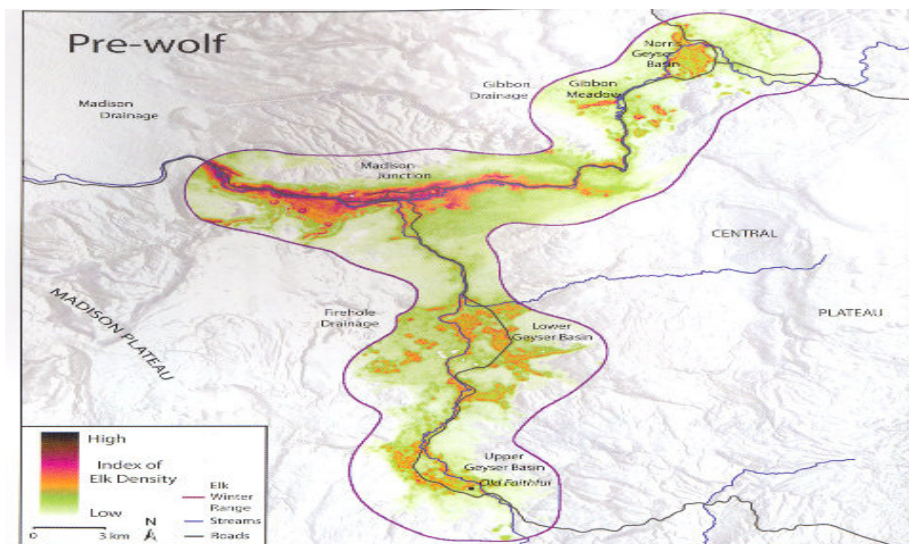 Pre-wolf
Norris
Geyser
Basin
Gibbon
Drainage
Gibbon
Meadow
Madison
Drainage
Madison
Junction
CENTRAL
PLATEAU
MADISON PLATEAU
Firehole
Drainage
Lower
Geyser Basin
Upper
Geyser Basin
Old Faithful
High
Index of
Elk Density
Low
0
3 km
N
Elk
Winter
Range
Streams
Roads